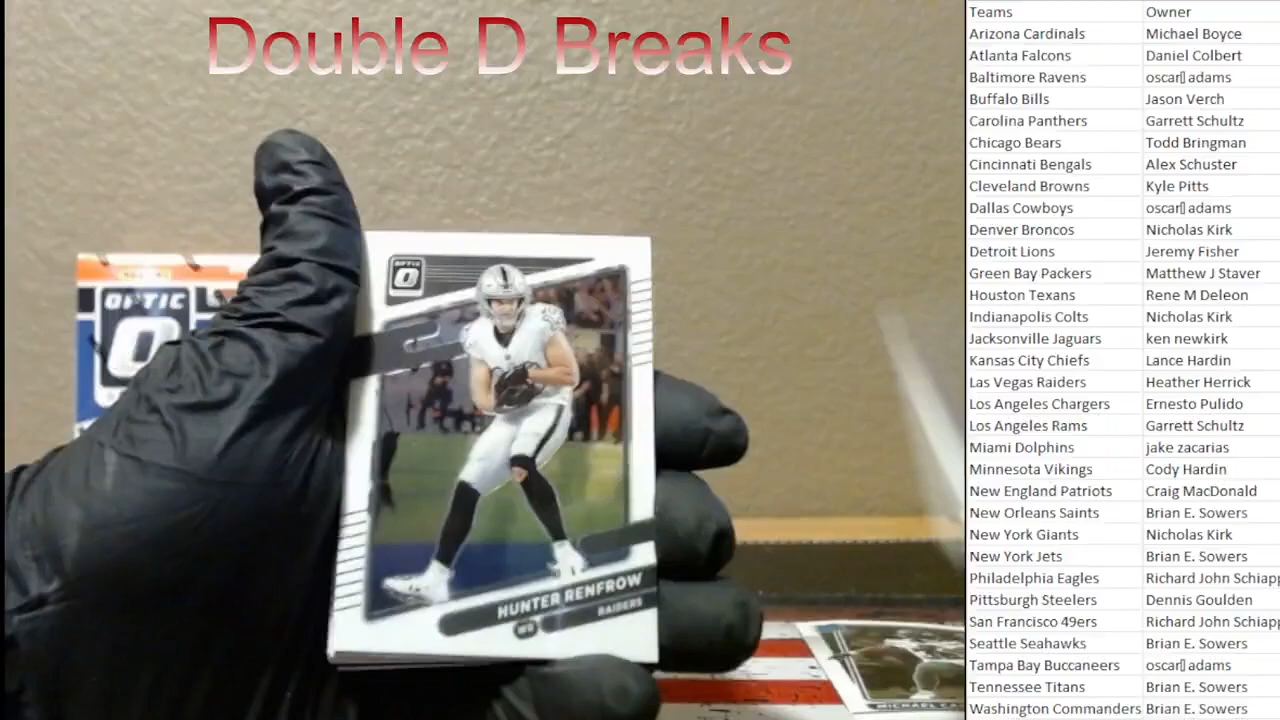 Double D Breaks
OPTIC
OPTIC
HUNTER RENFROW
RAIDERS
WR
MICHAEL
Teams Owner
Arizona Cardinals Michael Boyce
Atlanta Falcons Daniel Colbert
Baltimore Ravens oscar▯adams
Buffalo Bills Jason Verch
Carolina Panthers Garrett Schultz
Chicago Bears Todd Bringman
Cincinnati Bengals Alex Schuster
Cleveland Browns Kyle Pitts
Dallas Cowboys oscar▯adams
Denver Broncos Nicholas Kirk
Detroit Lions Jeremy Fisher
Green Bay Packers Matthew J Staver
Houston Texans Rene M Deleon
Indianapolis Colts Nicholas Kirk
Jacksonville Jaguars ken newkirk
Kansas City Chiefs Lance Hardin
Las Vegas Raiders Heather Herrick
Los Angeles Chargers Ernesto Pulido
Los Angeles Rams Garrett Schultz
Miami Dolphins jake zacarias
Minnesota Vikings Cody Hardin
New England Patriots Craig MacDonald
New Orleans Saints Brian E. Sowers
New York Giants Nicholas Kirk
New York Jets Brian E. Sowers
Philadelphia Eagles Richard John Schiapp
Pittsburgh Steelers Dennis Goulden
San Francisco 49ers Richard John Schiapp
Seattle Seahawks Brian E. Sowers
Tampa Bay Buccaneers oscar▯adams
Tennessee Titans Brian E. Sowers
Washington Commanders Brian E. Sowers